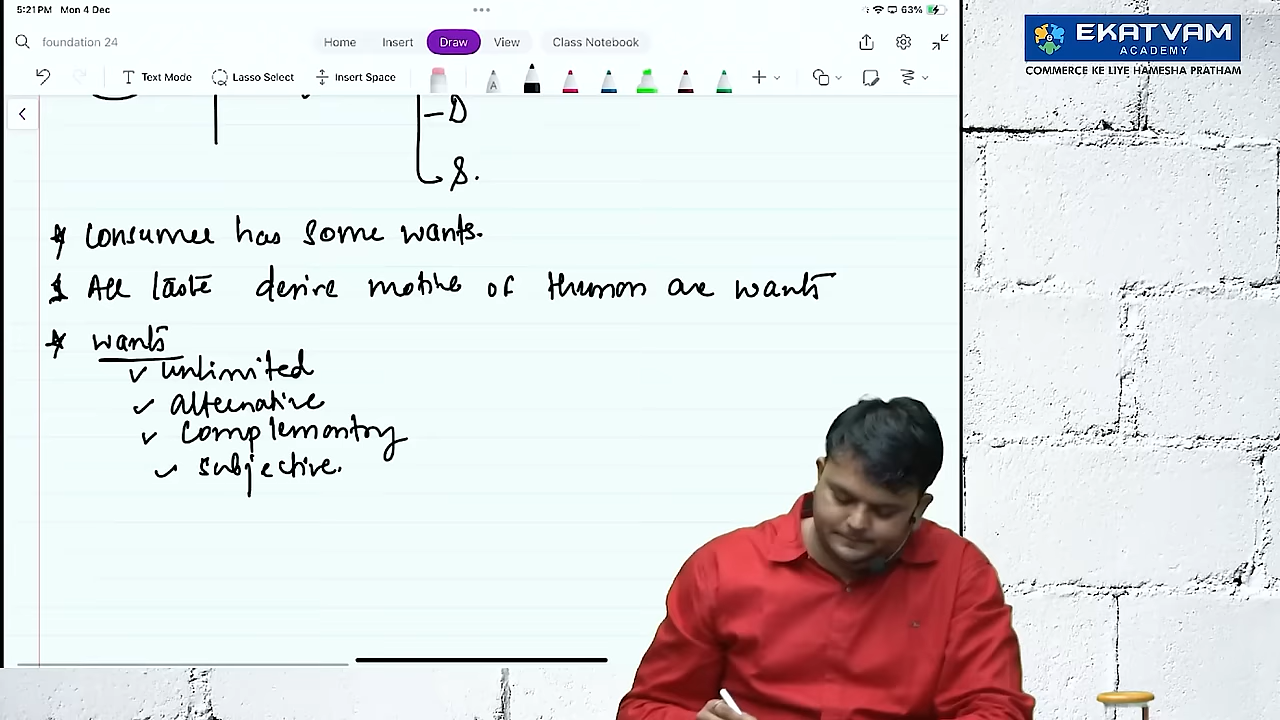 5:21 PM Mon 4 Dec
63%
foundation 24
Home Insert Draw View Class Notebook
Text Mode Lasso Select Insert Space
EKATVAM
ACADEMY
COMMERCE KE LIYE HAMESHA PRATHAM
D
S.
Consumer has some wants.
All taste desire motive of Human are wants
wants
unlimited
alternative
complementory
subjective.